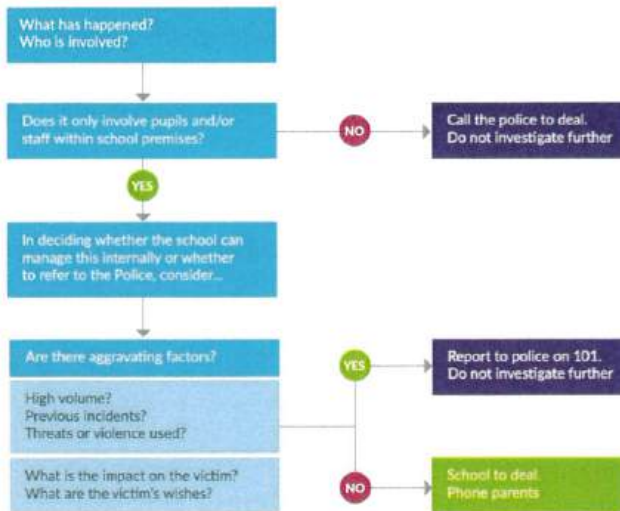 What has happened?
Who is involved?
Does it only involve pupils and/or
staff within school premises?
NO
Call the police to deal.
Do not investigate further
YES
In deciding whether the school can
manage this internally or whether
to refer to the Police, consider...
Are there aggravating factors?
High volume?
Previous incidents?
Threats or violence used?
What is the impact on the victim?
What are the victim's wishes?
YES
Report to police on 101.
Do not investigate further
NO
School to deal.
Phone parents